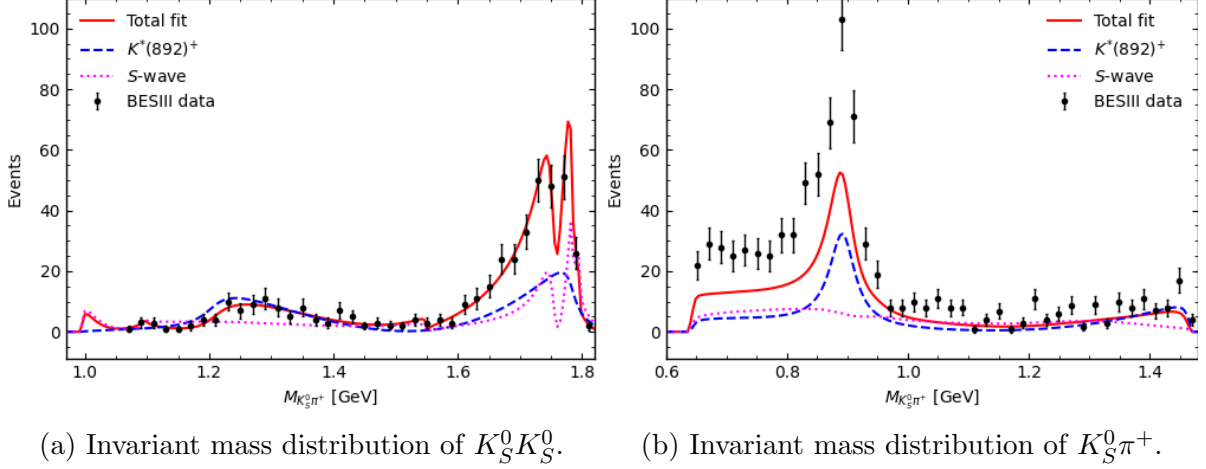 100
80
60
40
20
0
Events
Total fit
K*(892)⁺
S-wave
BESIII data
1.0 1.2 1.4 1.6 1.8
M_{K_S^0π^+} [GeV]
(a) Invariant mass distribution of K_S^0K_S^0.
100
80
60
40
20
0
Events
Total fit
K*(892)⁺
S-wave
BESIII data
0.6 0.8 1.0 1.2 1.4
M_{K_S^0π^+} [GeV]
(b) Invariant mass distribution of K_S^0π^+.